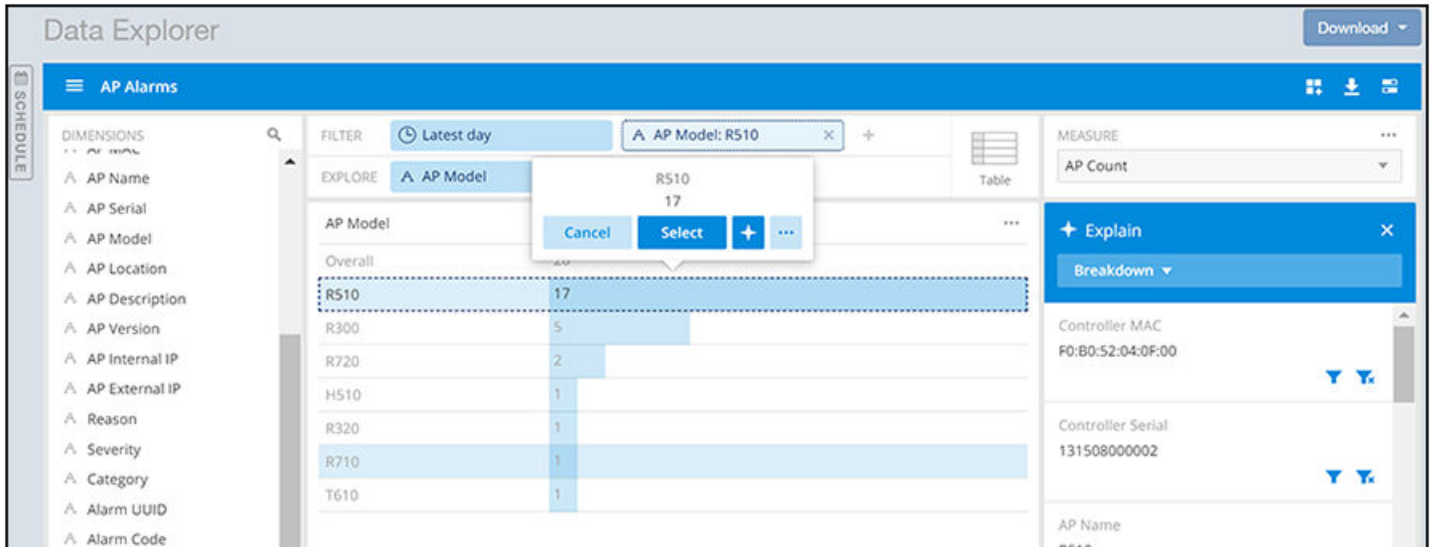 Data Explorer
Download
SCHEDULE
AP Alarms
DIMENSIONS
AP MAC
AP Name
AP Serial
AP Model
AP Location
AP Description
AP Version
AP Internal IP
AP External IP
Reason
Severity
Category
Alarm UUID
Alarm Code
FILTER
Latest day
AP Model: R510
EXPLORE
AP Model
Table
R510
17
Cancel
Select
AP Model
Overall
R510 17
R300 5
R720 2
H510 1
R320 1
R710 1
T610 1
MEASURE
AP Count
Explain
Breakdown
Controller MAC
F0:B0:52:04:0F:00
Controller Serial
131508000002
AP Name